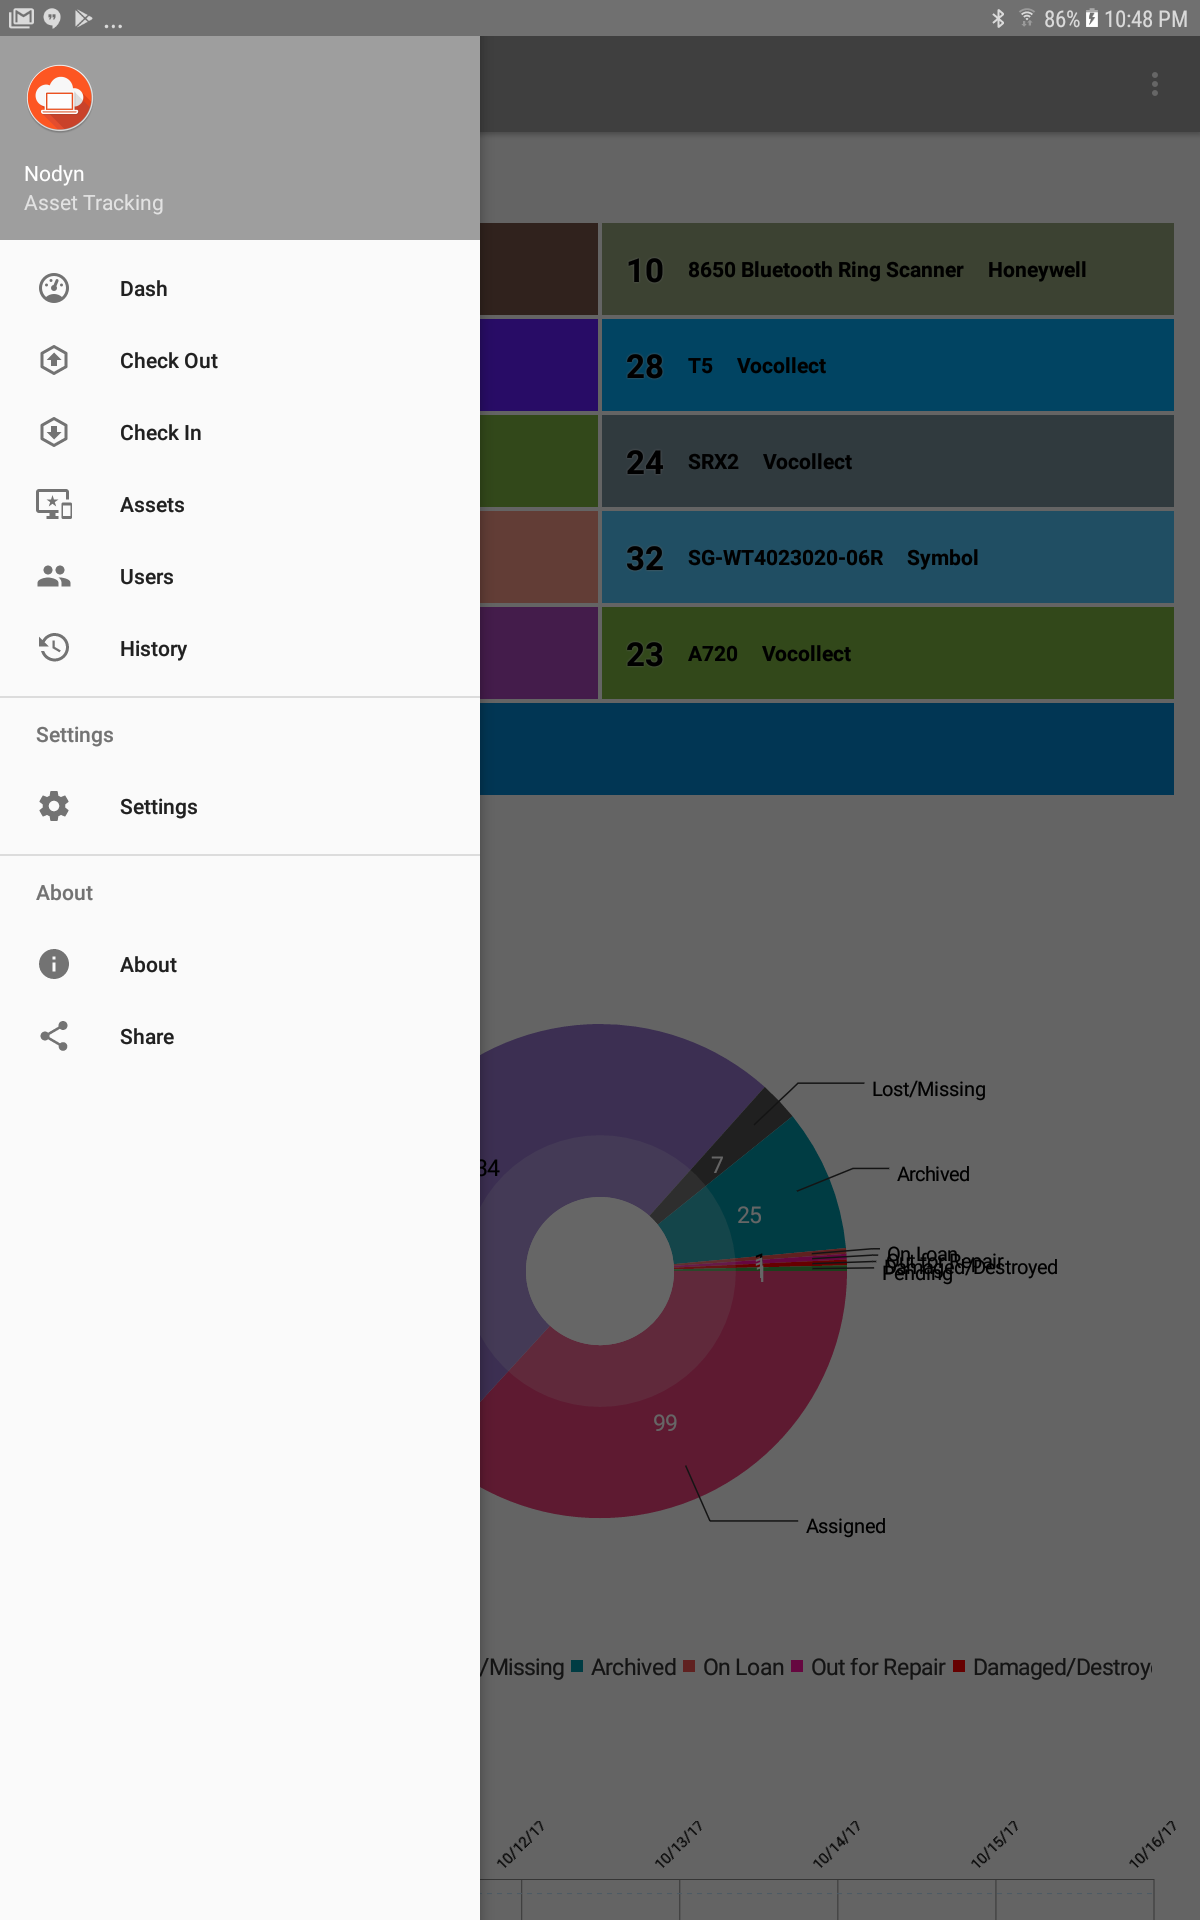 ... 86% 10:48 PM
Nodyn
Asset Tracking
Dash
Check Out
Check In
Assets
Users
History
Settings
Settings
About
About
Share
10 8650 Bluetooth Ring Scanner Honeywell
28 T5 Vocollect
24 SRX2 Vocollect
32 SG-WT4023020-06R Symbol
23 A720 Vocollect
Lost/Missing
34
7
Archived
25
On Loan
Out for Repair
Damaged/Destroyed
Pending
1
99
Assigned
/Missing Archived On Loan Out for Repair Damaged/Destroy
10/12/17 10/13/17 10/14/17 10/15/17 10/16/17